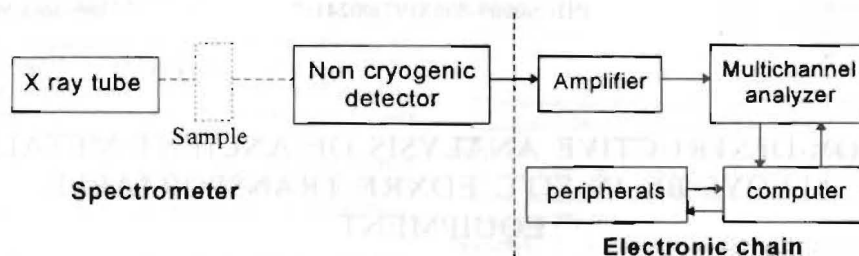 X ray tube
Sample
Non cryogenic
detector
Amplifier
Multichannel
analyzer
peripherals
computer
Spectrometer
Electronic chain